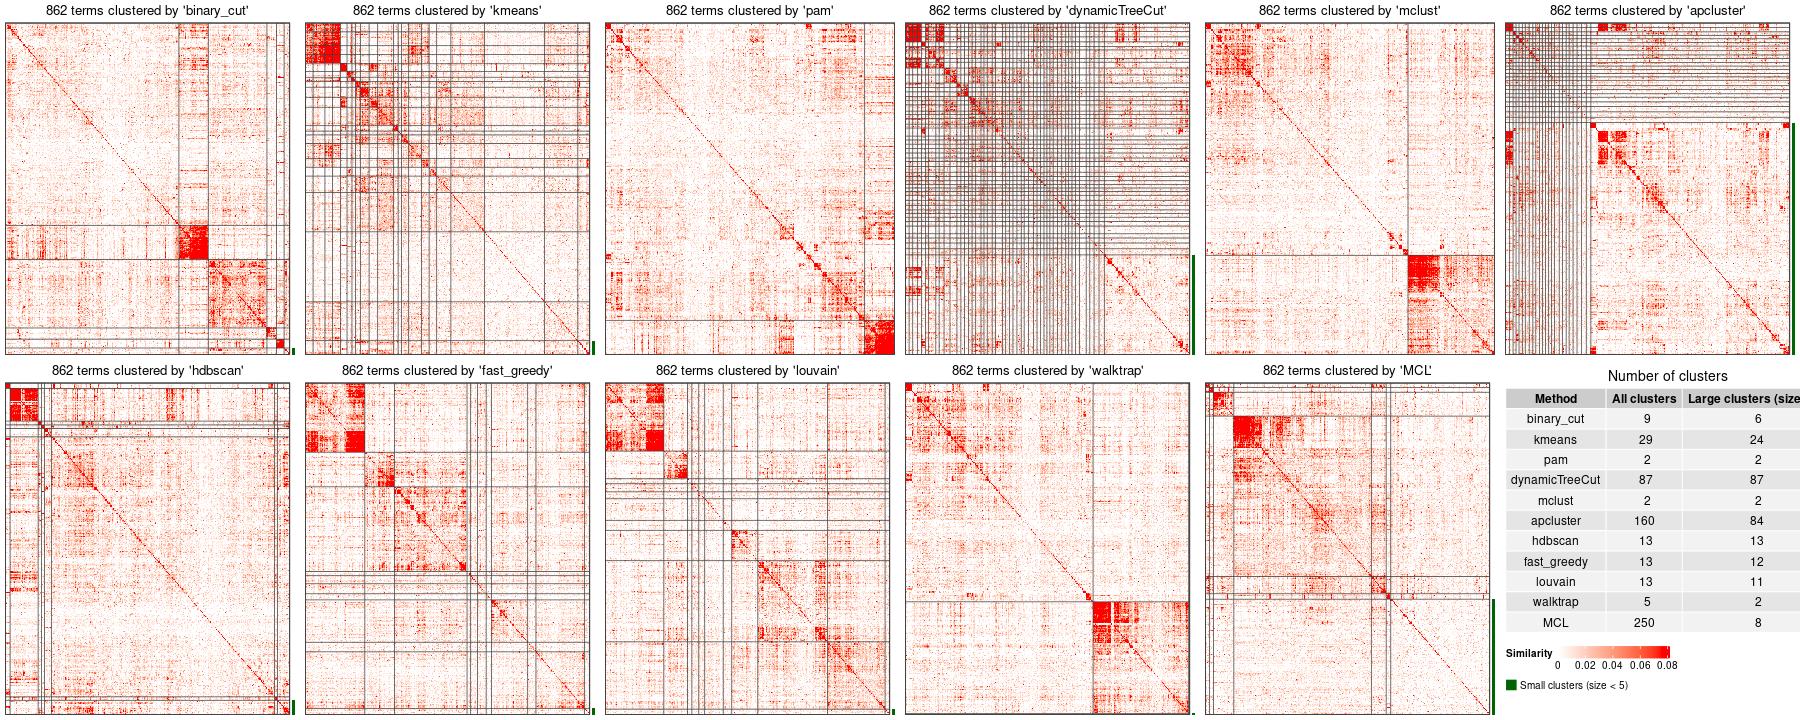 862 terms clustered by 'binary_cut'
862 terms clustered by 'kmeans'
862 terms clustered by 'pam'
862 terms clustered by 'dynamicTreeCut'
862 terms clustered by 'mclust'
862 terms clustered by 'apcluster'
862 terms clustered by 'hdbscan'
862 terms clustered by 'fast_greedy'
862 terms clustered by 'louvain'
862 terms clustered by 'walktrap'
862 terms clustered by 'MCL'
Number of clusters
Method All clusters Large clusters (size
binary_cut 9 6
kmeans 29 24
pam 2 2
dynamicTreeCut 87 87
mclust 2 2
apcluster 160 84
hdbscan 13 13
fast_greedy 13 12
louvain 13 11
walktrap 5 2
MCL 250 8
Similarity
0 0.02 0.04 0.06 0.08
Small clusters (size < 5)